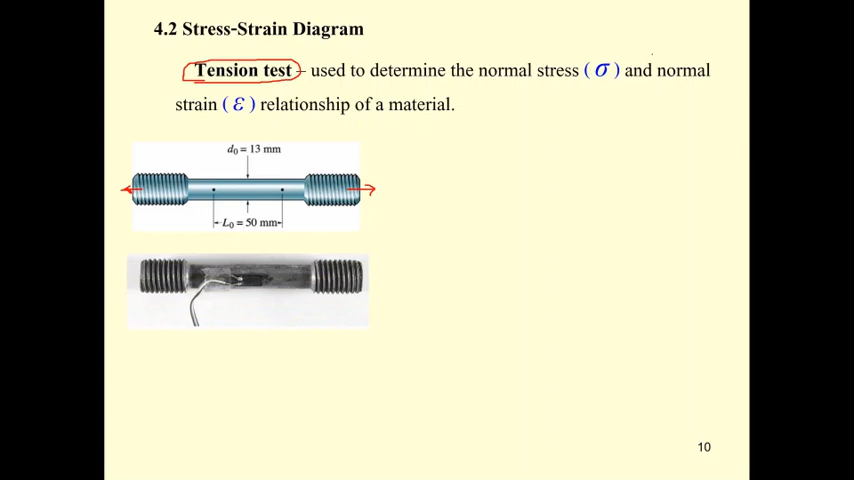 4.2 Stress-Strain Diagram
Tension test – used to determine the normal stress ( σ ) and normal
strain ( ε ) relationship of a material.
d₀ = 13 mm
L₀ = 50 mm
10